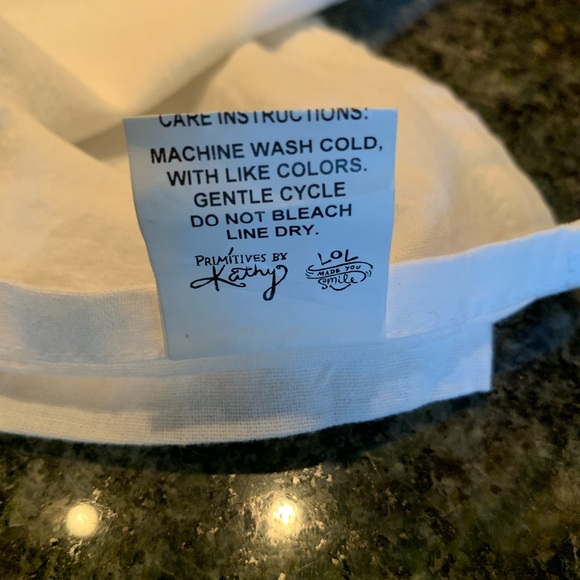 CARE INSTRUCTIONS:
MACHINE WASH COLD,
WITH LIKE COLORS.
GENTLE CYCLE
DO NOT BLEACH
LINE DRY.
PRIMITIVES BY
Kathy
LOL
MADE YOU
smile